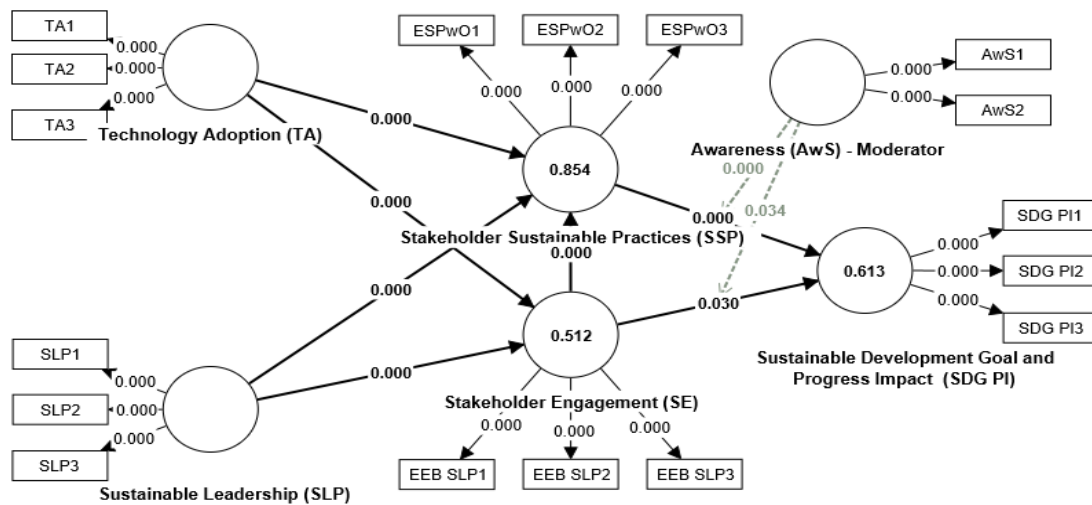 TA1
0.000
TA2
0.000
0.000
TA3
Technology Adoption (TA)
ESPwO1
ESPwO2
ESPwO3
0.000
0.000
0.000
AwS1
0.000
0.000
AwS2
Awareness (AwS) - Moderator
0.000
0.034
0.000
0.854
0.000
Stakeholder Sustainable Practices (SSP)
0.000
0.000
0.000
0.613
0.000
0.000
0.000
SDG PI1
SDG PI2
SDG PI3
Sustainable Development Goal and
Progress Impact (SDG PI)
0.030
0.512
Stakeholder Engagement (SE)
0.000
0.000
0.000
0.000
EEB SLP1
EEB SLP2
EEB SLP3
SLP1
0.000
SLP2
0.000
0.000
SLP3
Sustainable Leadership (SLP)